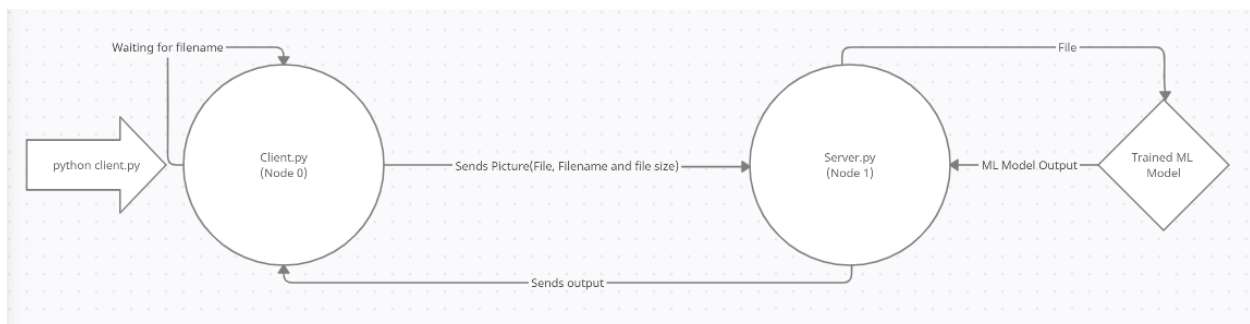 Waiting for filename
File
python client.py
Client.py
(Node 0)
Sends Picture(File, Filename and file size)
Server.py
(Node 1)
ML Model Output
Trained ML
Model
Sends output